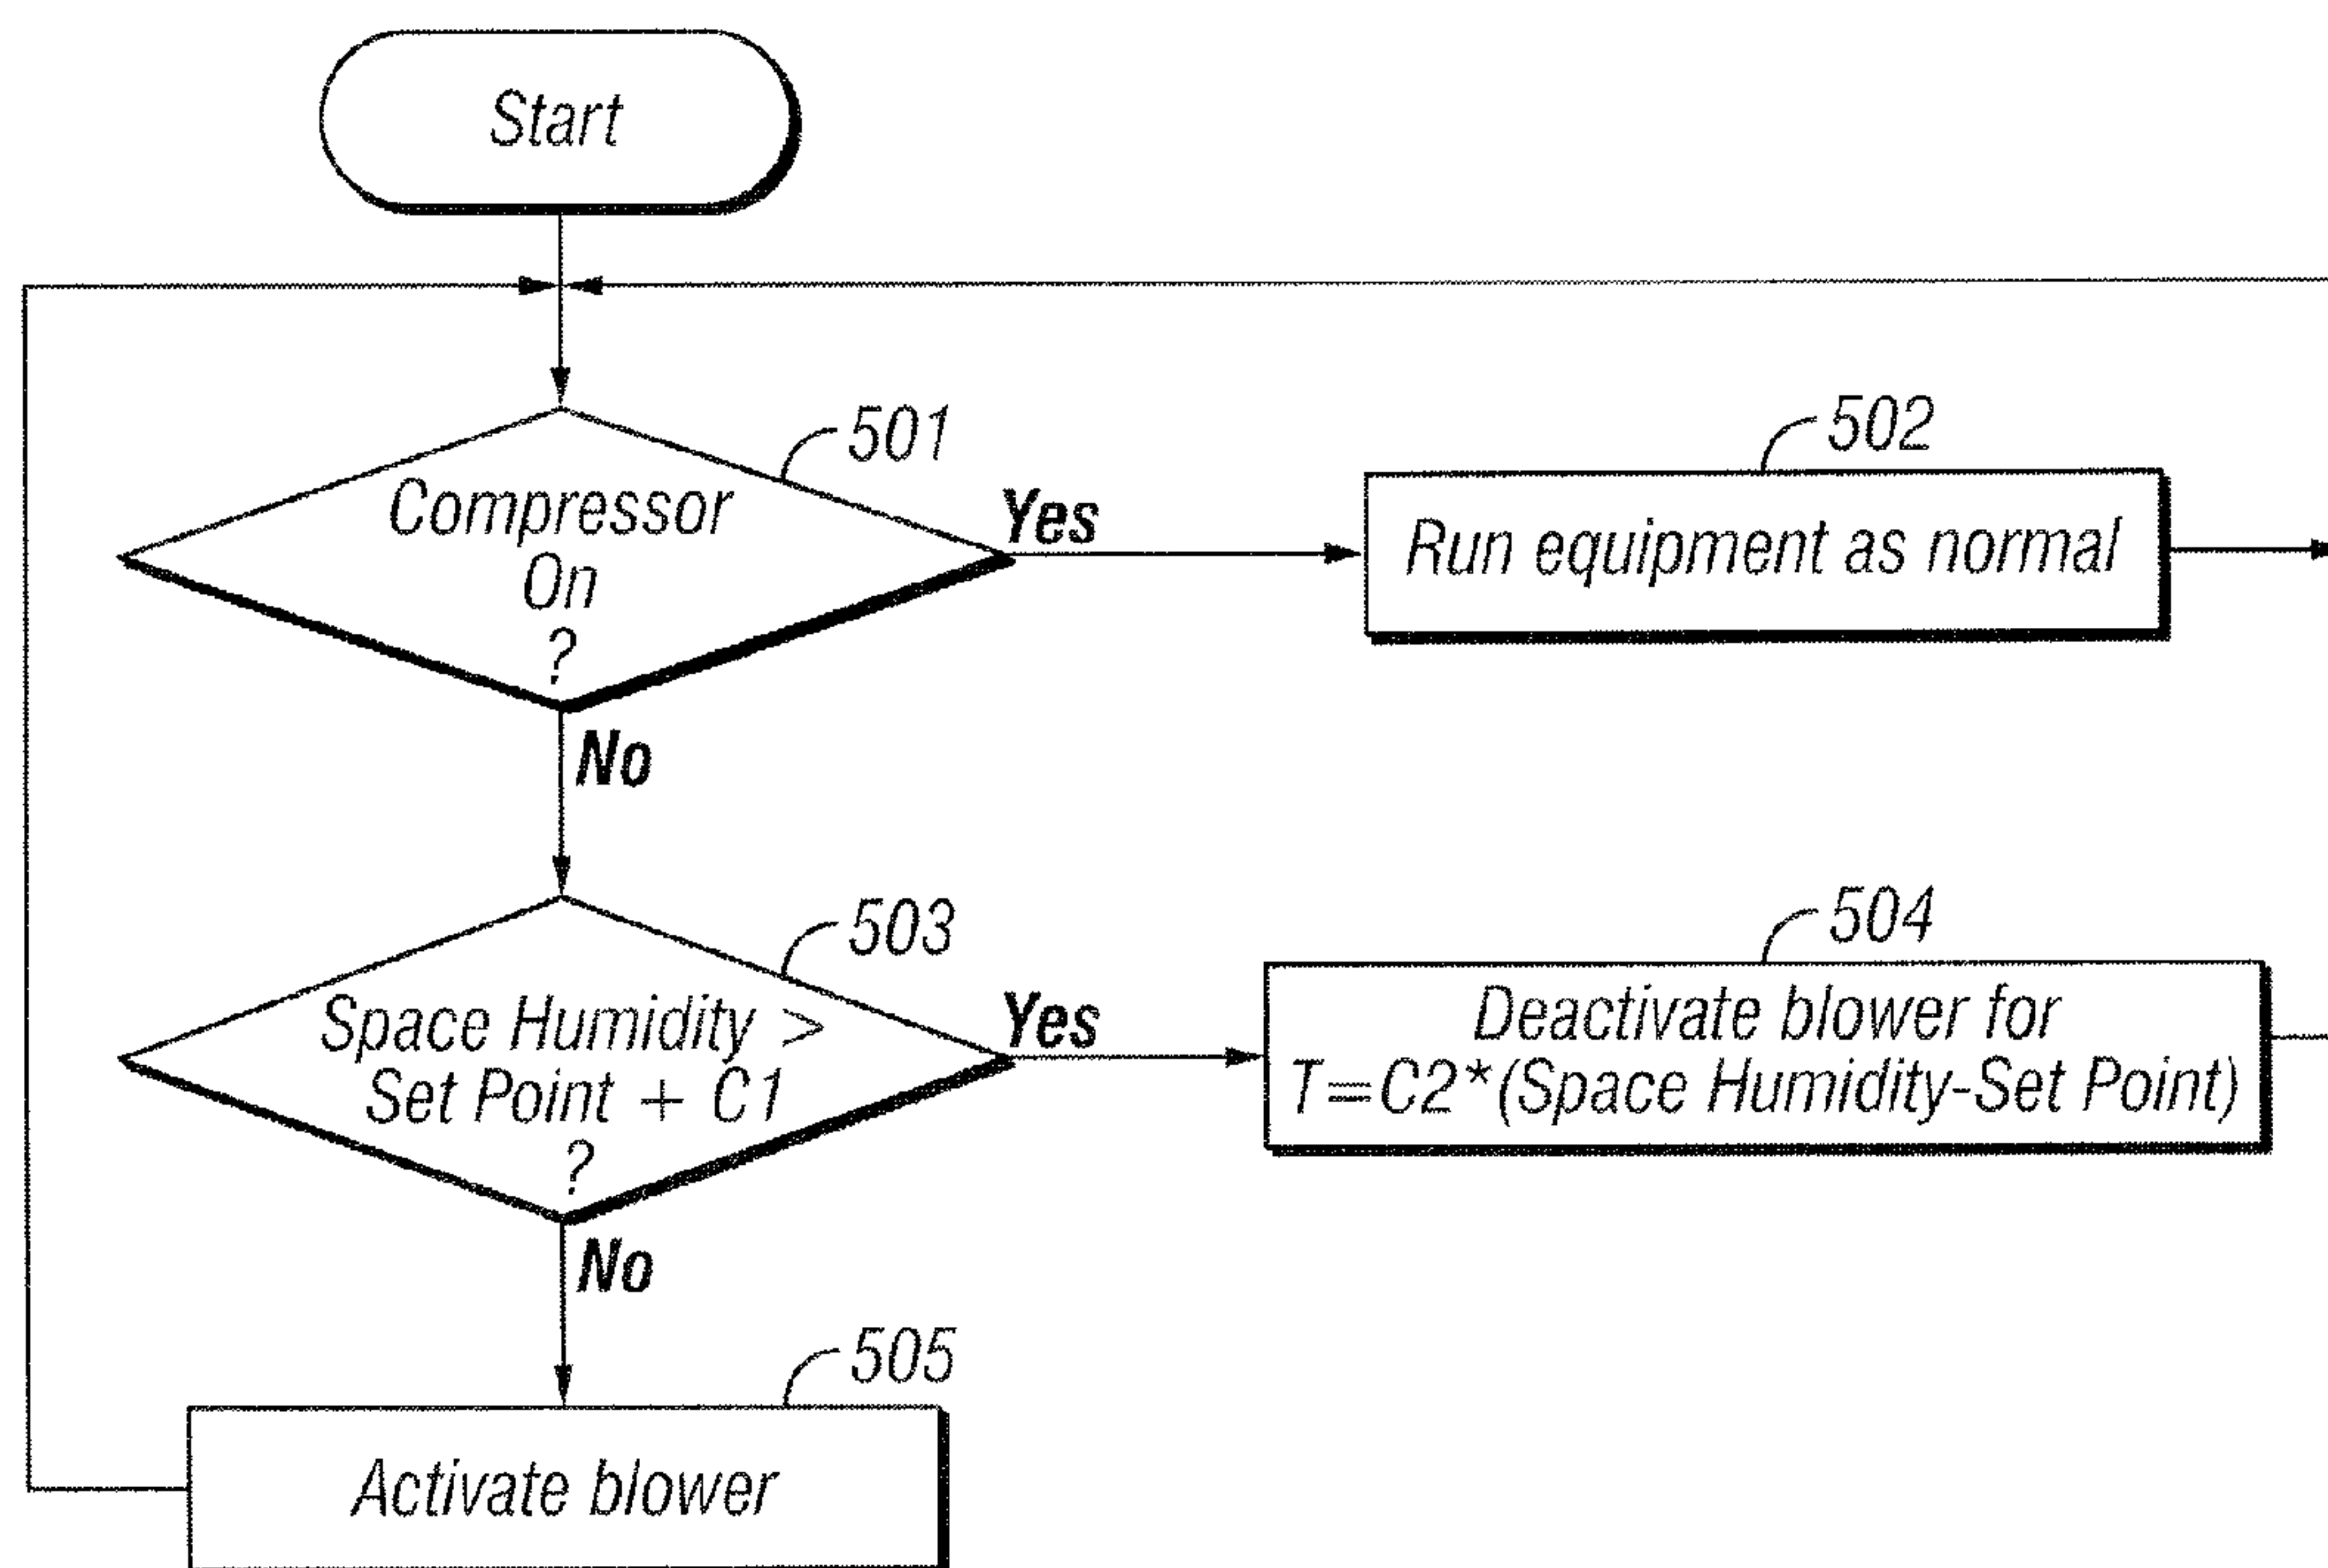 Start
501
Compressor
On
?
Yes
502
Run equipment as normal
No
503
Space Humidity >
Set Point + C1
?
Yes
504
Deactivate blower for
T=C2*(Space Humidity-Set Point)
No
505
Activate blower